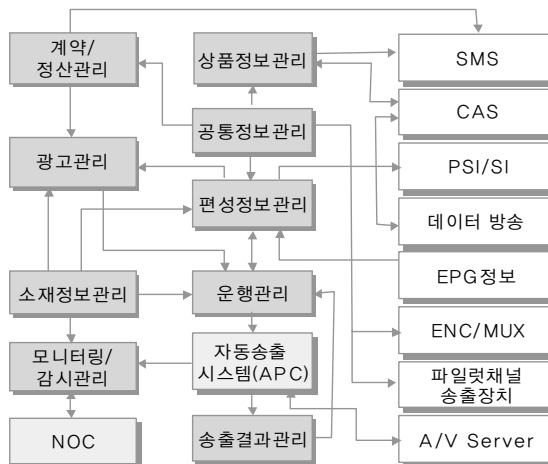 계약/
정산관리
상품정보관리
SMS
CAS
공통정보관리
광고관리
PSI/SI
편성정보관리
데이터 방송
EPG정보
소재정보관리
운행관리
ENC/MUX
모니터링/
감시관리
자동송출
시스템(APC)
파일럿채널
송출장치
NOC
송출결과관리
A/V Server